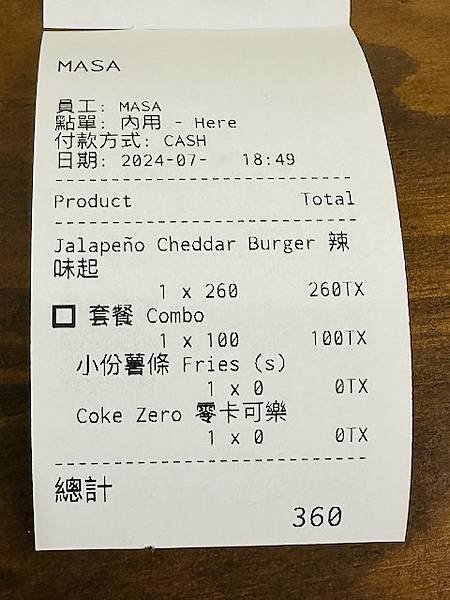 MASA
員工: MASA
點單: 內用 - Here
付款方式: CASH
日期: 2024-07- 18:49
Product Total
Jalapeño Cheddar Burger 辣
味起
1 x 260 260TX
套餐 Combo
1 x 100 100TX
小份薯條 Fries (s)
1 x 0 0TX
Coke Zero 零卡可樂
1 x 0 0TX
總計
360